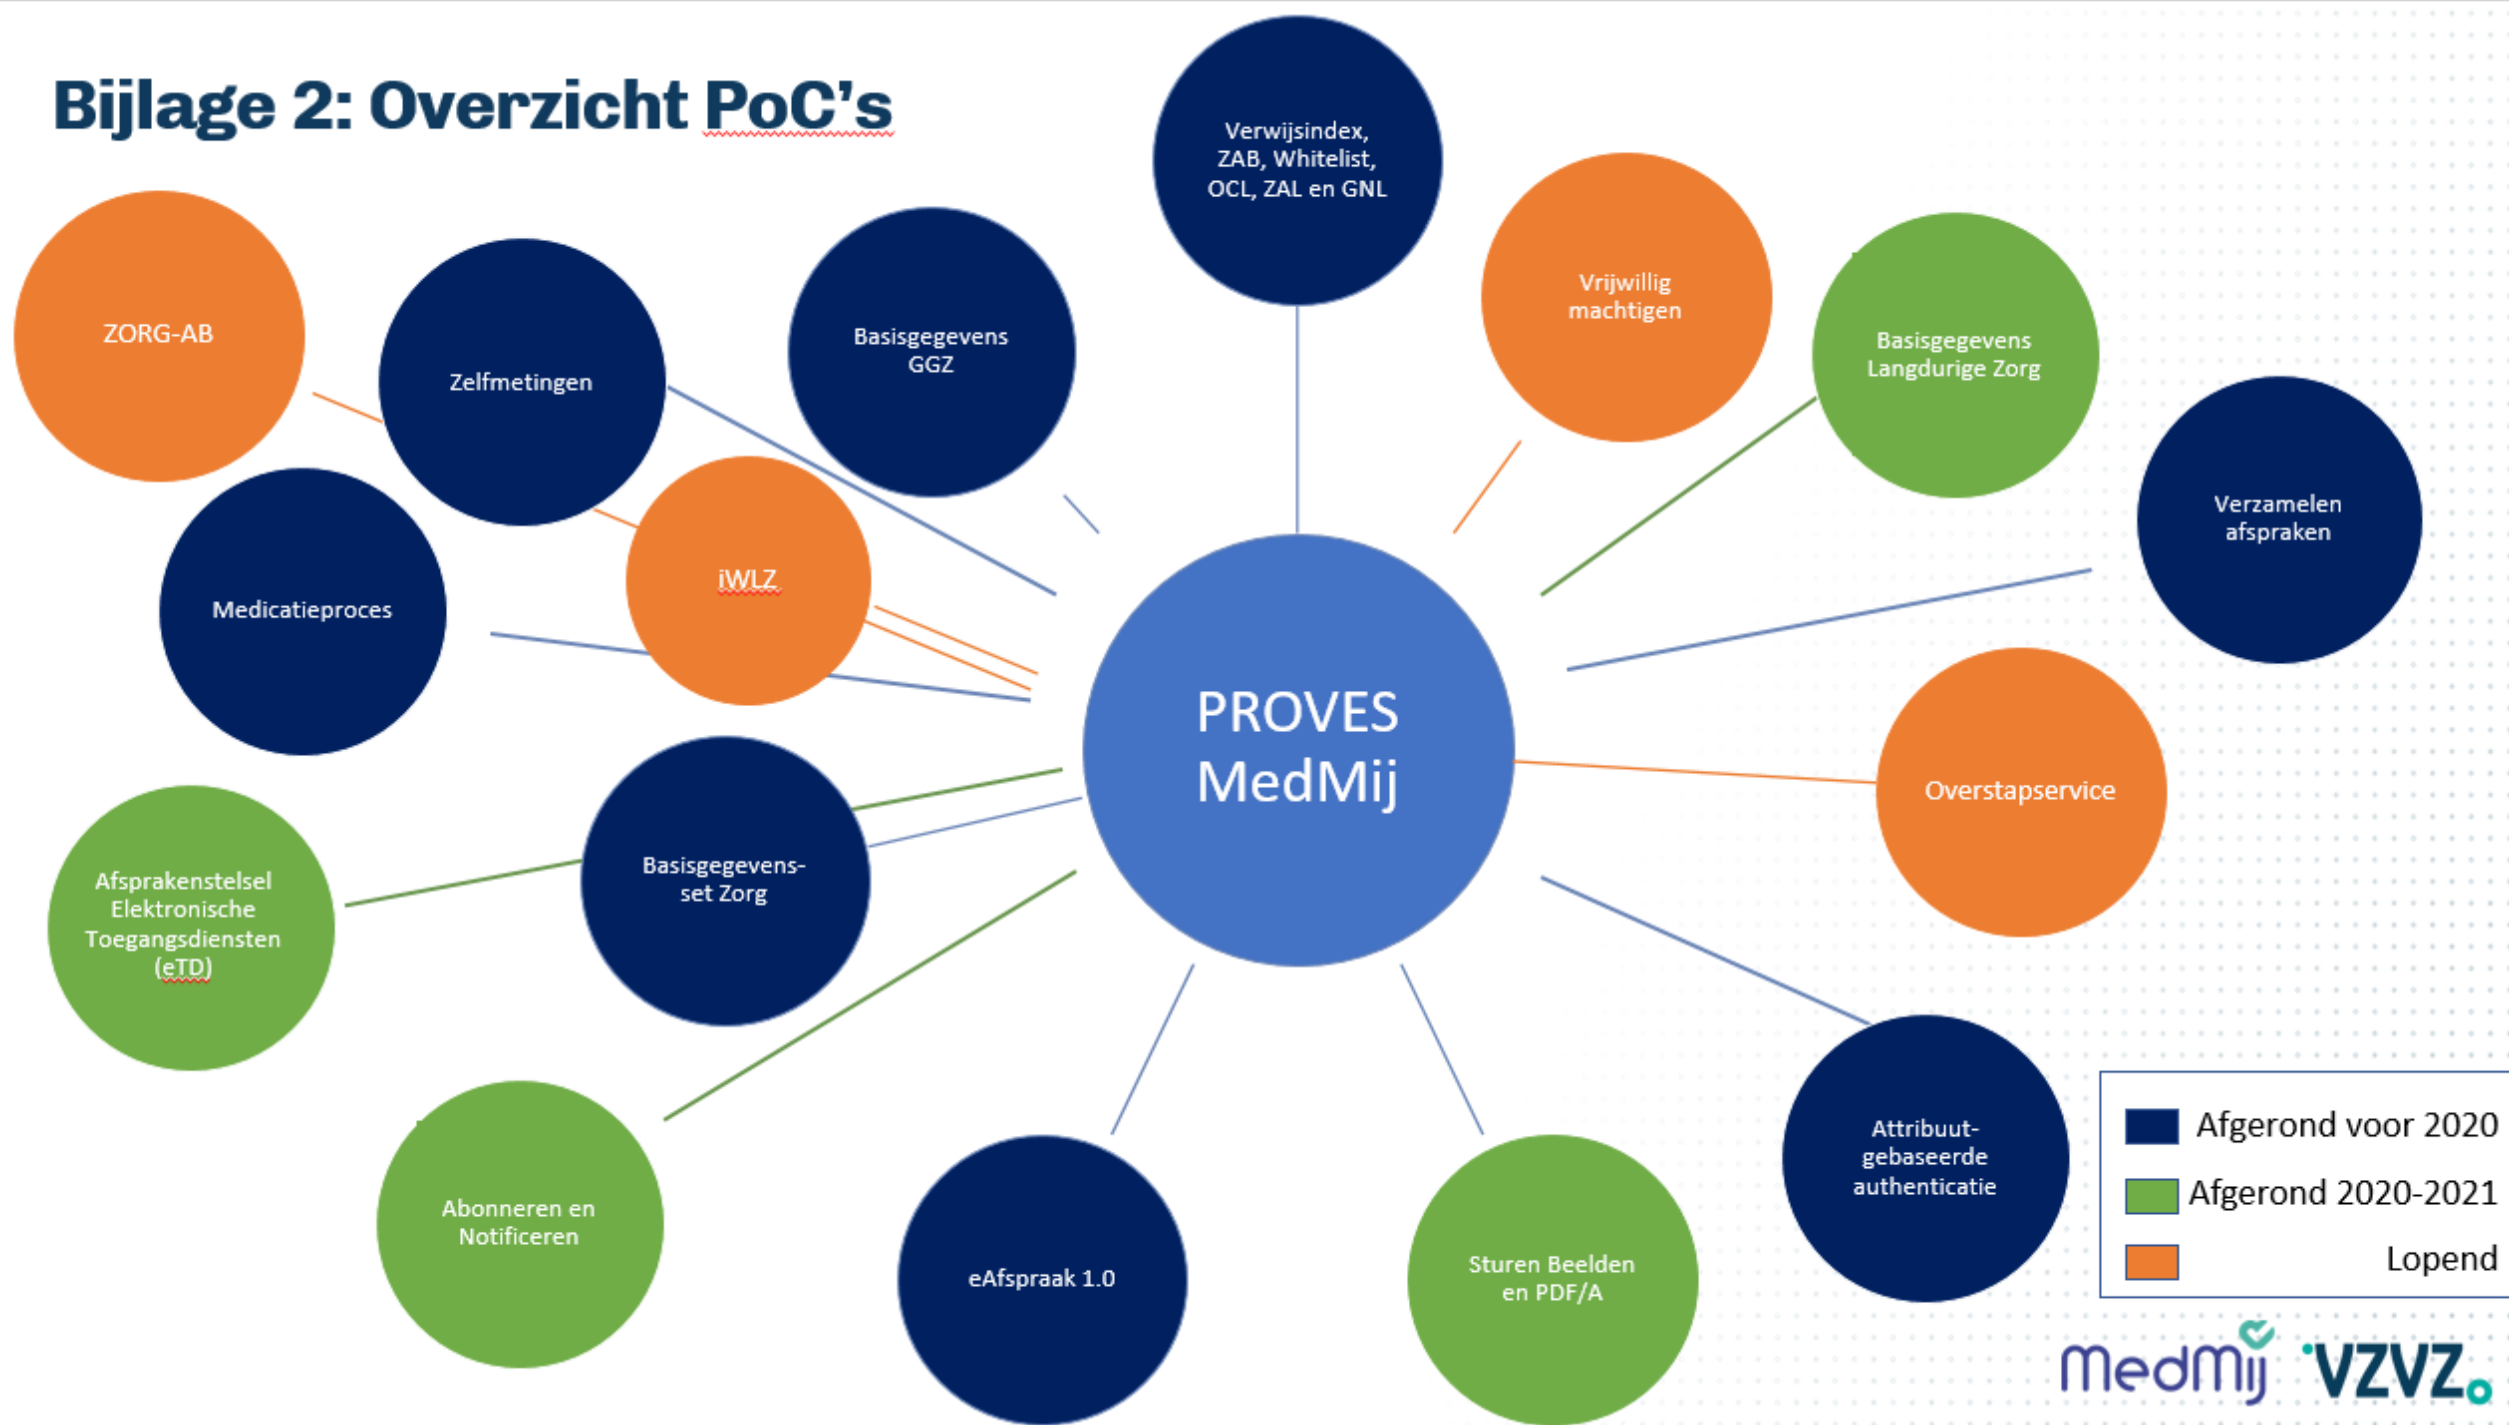 Bijlage 2: Overzicht PoC's
Verwijsindex,
ZAB, Whitelist,
OCL, ZAL en GNL
Vrijwillig
machtigen
Basisgegevens
Langdurige Zorg
ZORG-AB
Zelfmetingen
Basisgegevens
GGZ
Verzamelen
afspraken
Medicatieproces
iWLZ
PROVES
MedMij
Overstapservice
Afsprakenstelsel
Elektronische
Toegangsdiensten
(eTD)
Basisgegevens-
set Zorg
Abonneren en
Notificeren
eAfspraak 1.0
Sturen Beelden
en PDF/A
Attribuut-
gebaseerde
authenticatie
Afgerond voor 2020
Afgerond 2020-2021
Lopend
MedMij
VZVZ